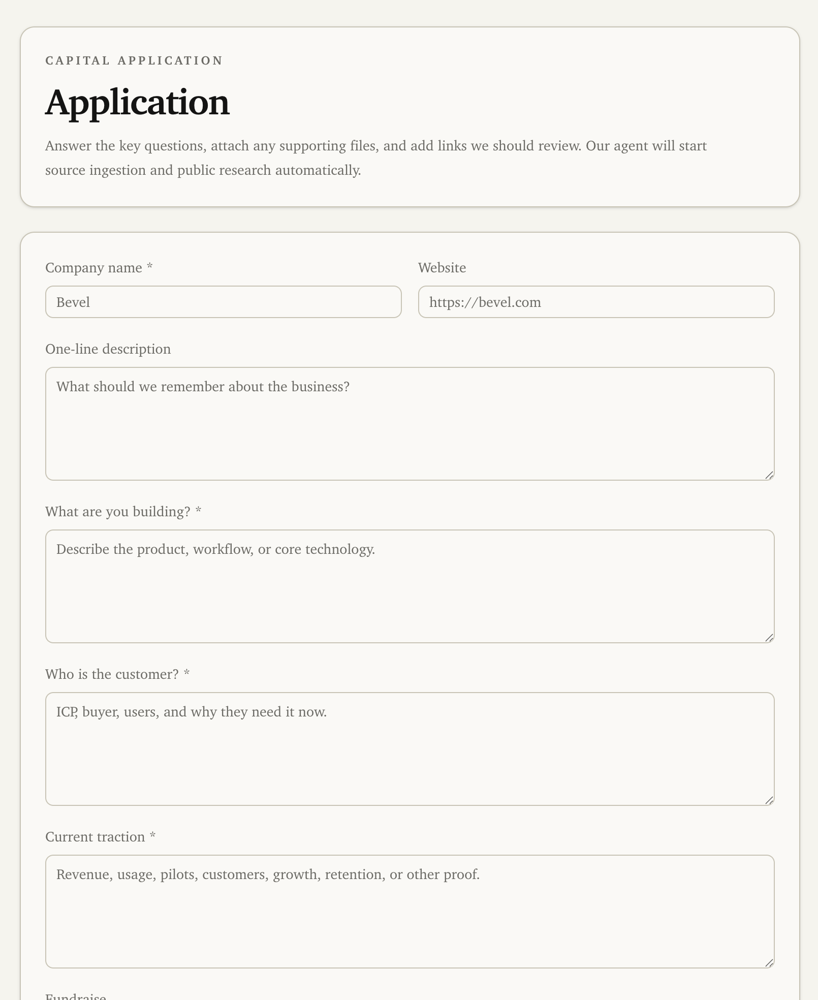 CAPITAL APPLICATION
Application
Answer the key questions, attach any supporting files, and add links we should review. Our agent will start
source ingestion and public research automatically.
Company name *
Website
Bevel
https://bevel.com
One-line description
What should we remember about the business?
What are you building? *
Describe the product, workflow, or core technology.
Who is the customer? *
ICP, buyer, users, and why they need it now.
Current traction *
Revenue, usage, pilots, customers, growth, retention, or other proof.
Fundraise